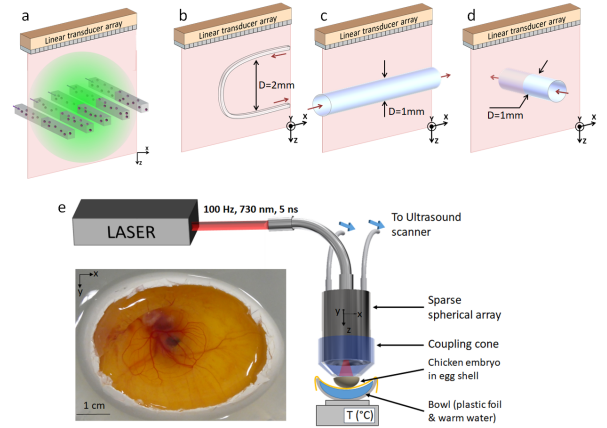 a
Linear transducer array
x
z
b
Linear transducer array
D=2mm
Y
x
z
c
Linear transducer array
D=1mm
Y
x
z
d
Linear transducer array
D=1mm
Y
x
z
e
100 Hz, 730 nm, 5 ns
LASER
To Ultrasound
scanner
x
y
1 cm
y
x
z
Sparse
spherical array
Coupling cone
Chicken embryo
in egg shell
Bowl (plastic foil
& warm water)
T (°C)